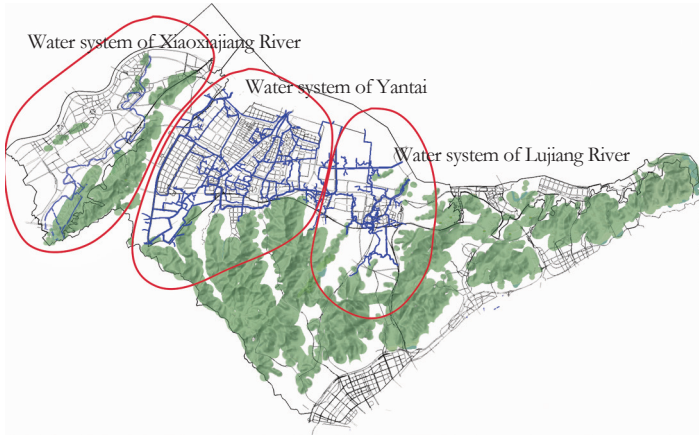 Water system of Xiaoxiajiang River
Water system of Yantai
Water system of Lujiang River